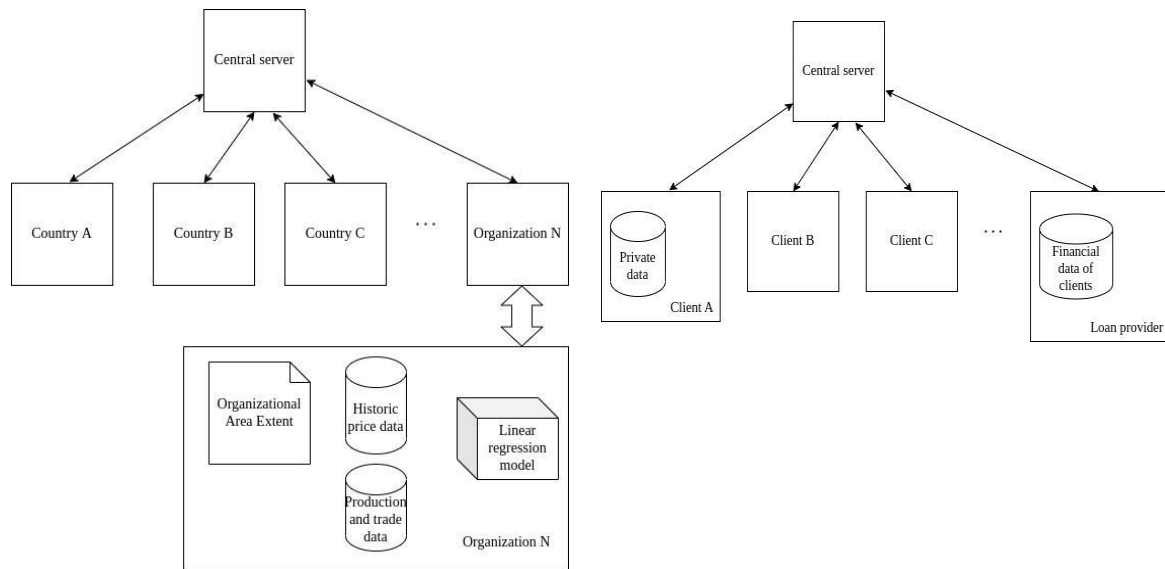 Central server
Country A
Country B
Country C
...
Organization N
Organizational
Area Extent
Historic
price data
Linear
regression
model
Production
and trade
data
Organization N
Central server
Private
data
Client A
Client B
Client C
...
Financial
data of
clients
Loan provider